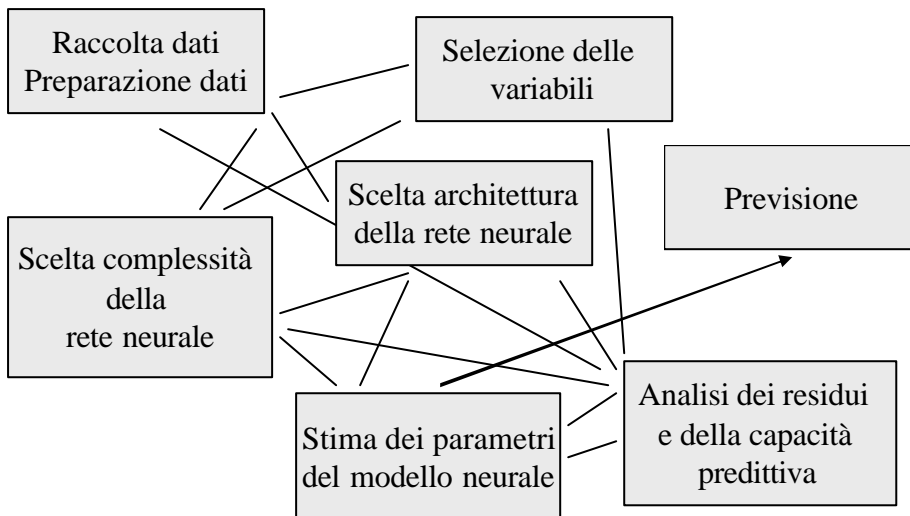 Raccolta dati
Preparazione dati
Selezione delle
variabili
Scelta architettura
della rete neurale
Previsione
Scelta complessità
della
rete neurale
Stima dei parametri
del modello neurale
Analisi dei residui
e della capacità
predittiva